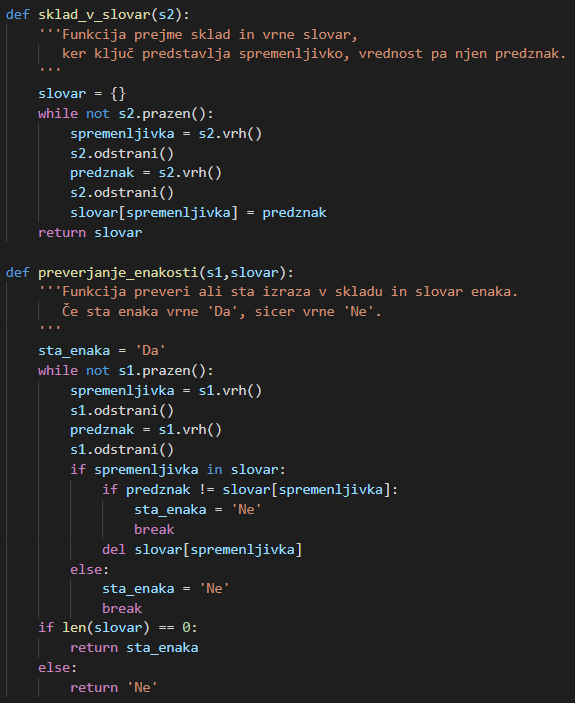 def sklad_v_slovar(s2):
    '''Funkcija prejme sklad in vrne slovar,
       ker ključ predstavlja spremenljivko, vrednost pa njen predznak.
    '''
    slovar = {}
    while not s2.prazen():
        spremenljivka = s2.vrh()
        s2.odstrani()
        predznak = s2.vrh()
        s2.odstrani()
        slovar[spremenljivka] = predznak
    return slovar

def preverjanje_enakosti(s1,slovar):
    '''Funkcija preveri ali sta izraza v skladu in slovar enaka.
       Če sta enaka vrne 'Da', sicer vrne 'Ne'.
    '''
    sta_enaka = 'Da'
    while not s1.prazen():
        spremenljivka = s1.vrh()
        s1.odstrani()
        predznak = s1.vrh()
        s1.odstrani()
        if spremenljivka in slovar:
            if predznak != slovar[spremenljivka]:
                sta_enaka = 'Ne'
                break
            del slovar[spremenljivka]
        else:
            sta_enaka = 'Ne'
            break
    if len(slovar) == 0:
        return sta_enaka
    else:
        return 'Ne'